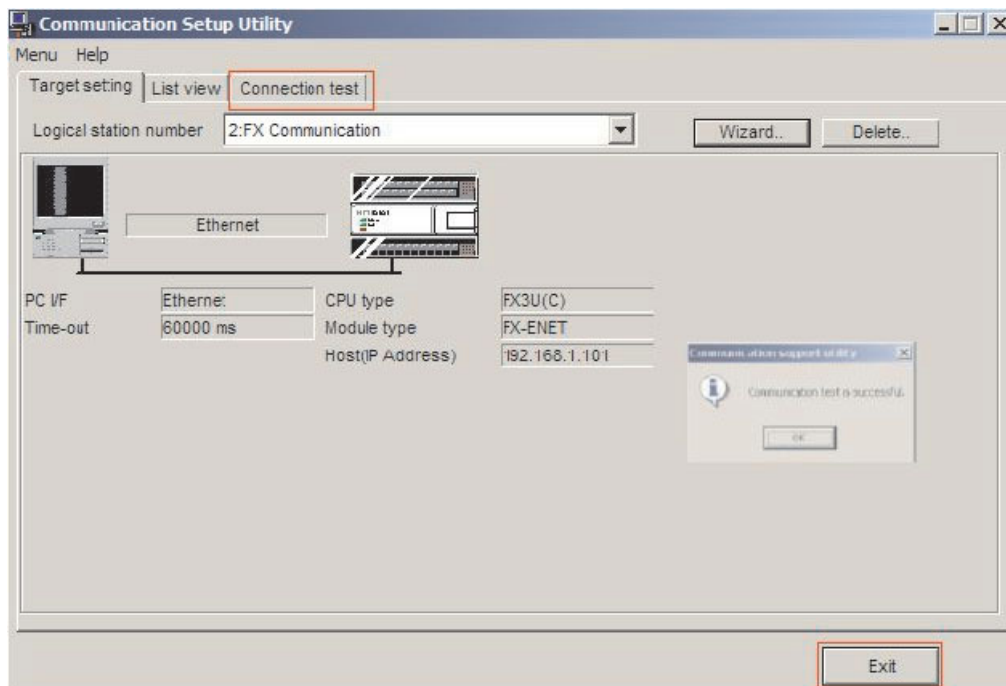 Communication Setup Utility
Menu Help
Target setting List view Connection test
Logical station number 2:FX Communication Wizard.. Delete..
Ethernet
PC I/F Ethernet CPU type FX3U(C)
Time-out 60000 ms Module type FX-ENET
Host(IP Address) 192.168.1.101
Communication support utility
Communication test is successful.
OK
Exit